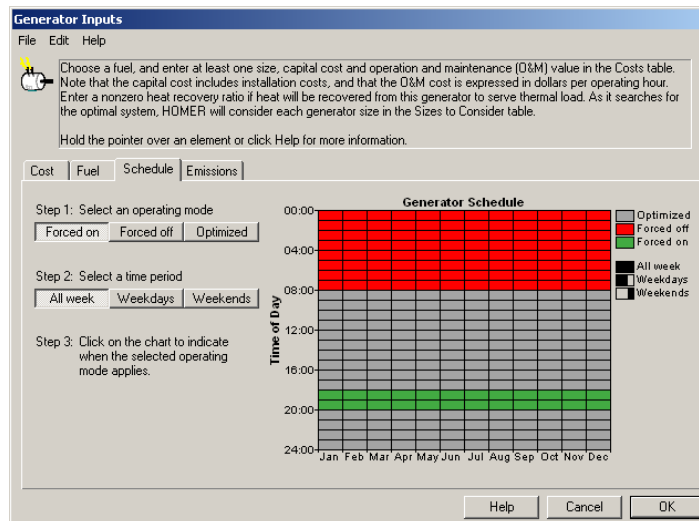 Generator Inputs
File Edit Help
Choose a fuel, and enter at least one size, capital cost and operation and maintenance (O&M) value in the Costs table.
Note that the capital cost includes installation costs, and that the O&M cost is expressed in dollars per operating hour.
Enter a nonzero heat recovery ratio if heat will be recovered from this generator to serve thermal load. As it searches for
the optimal system, HOMER will consider each generator size in the Sizes to Consider table.
Hold the pointer over an element or click Help for more information.
Cost Fuel Schedule Emissions
Step 1: Select an operating mode
Forced on Forced off Optimized
Step 2: Select a time period
All week Weekdays Weekends
Step 3: Click on the chart to indicate
when the selected operating
mode applies.
Generator Schedule
Time of Day
00:00
04:00
08:00
12:00
16:00
20:00
24:00
Jan Feb Mar Apr May Jun Jul Aug Sep Oct Nov Dec
Optimized
Forced off
Forced on
All week
Weekdays
Weekends
Help Cancel OK